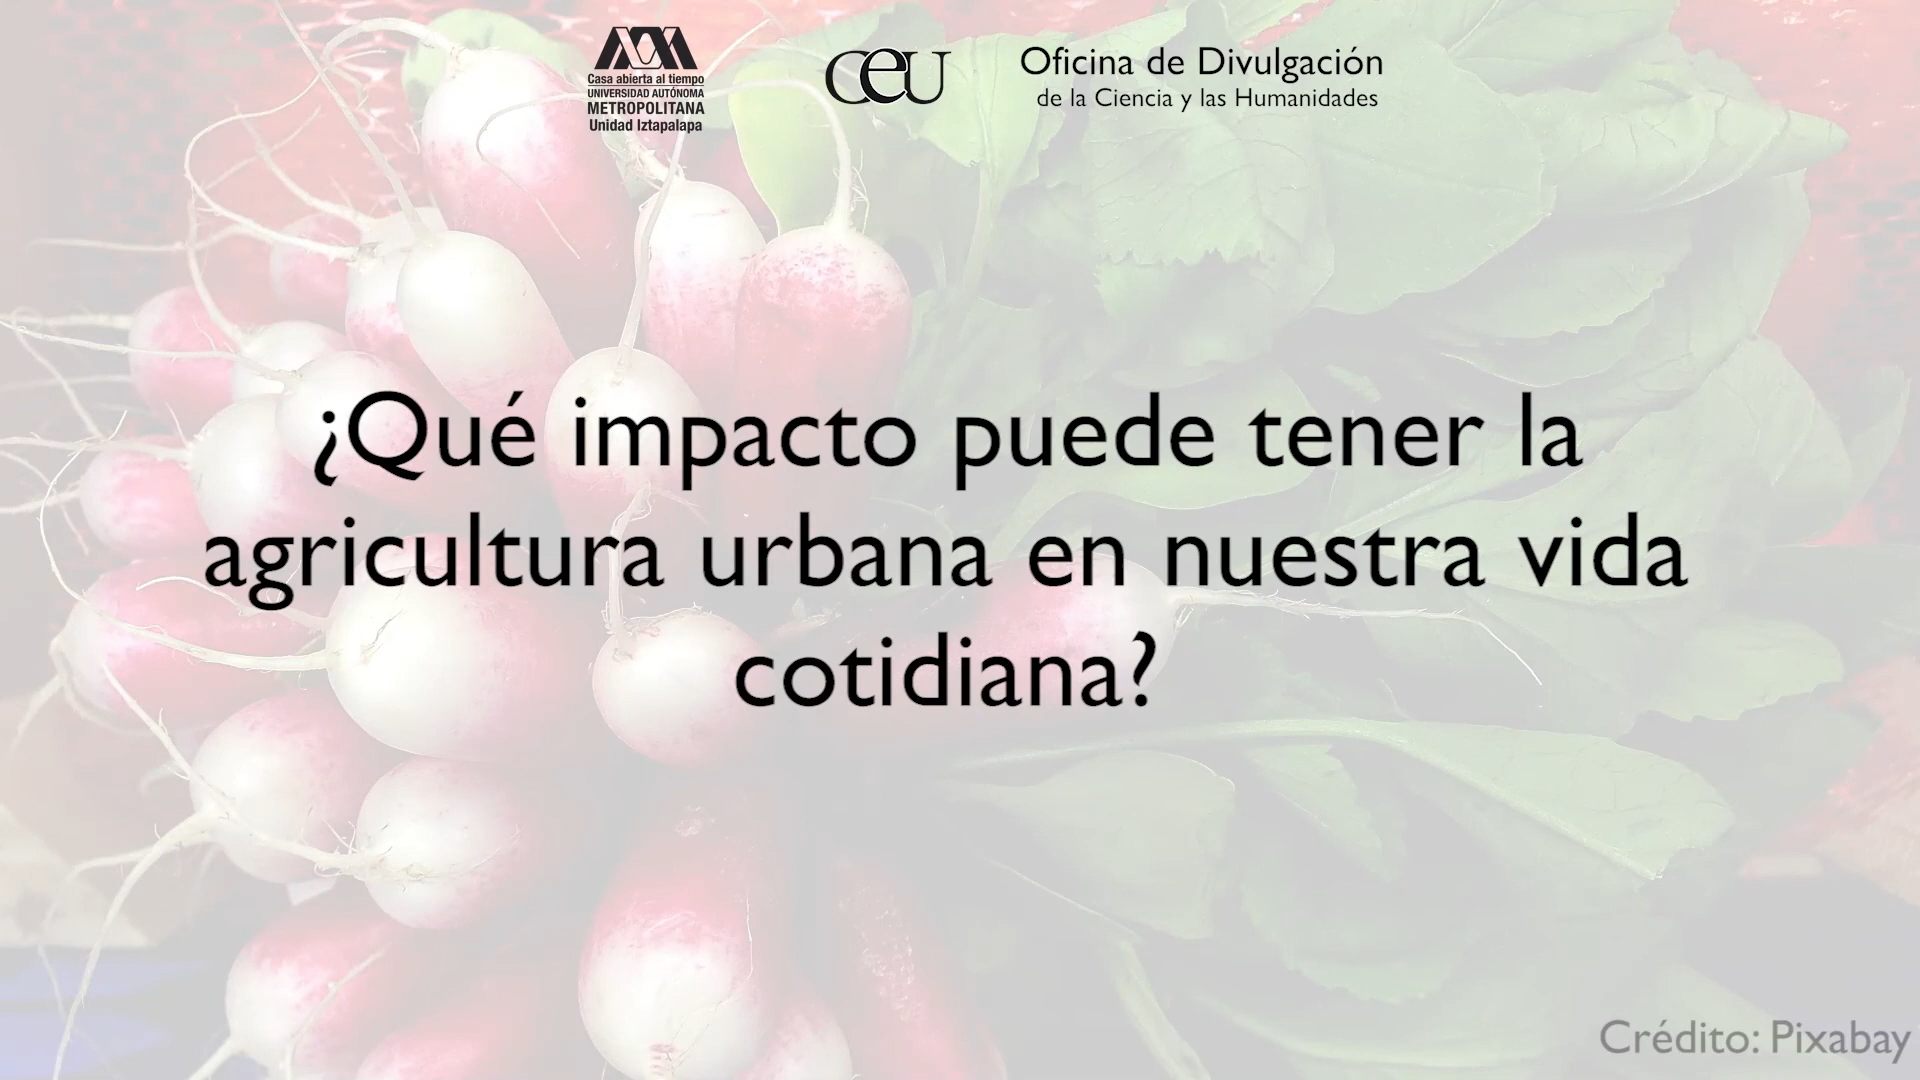 Casa abierta al tiempo
UNIVERSIDAD AUTÓNOMA
METROPOLITANA
Unidad Iztapalapa
CeU
Oficina de Divulgación
de la Ciencia y las Humanidades
¿Qué impacto puede tener la
agricultura urbana en nuestra vida
cotidiana?
Crédito: Pixabay